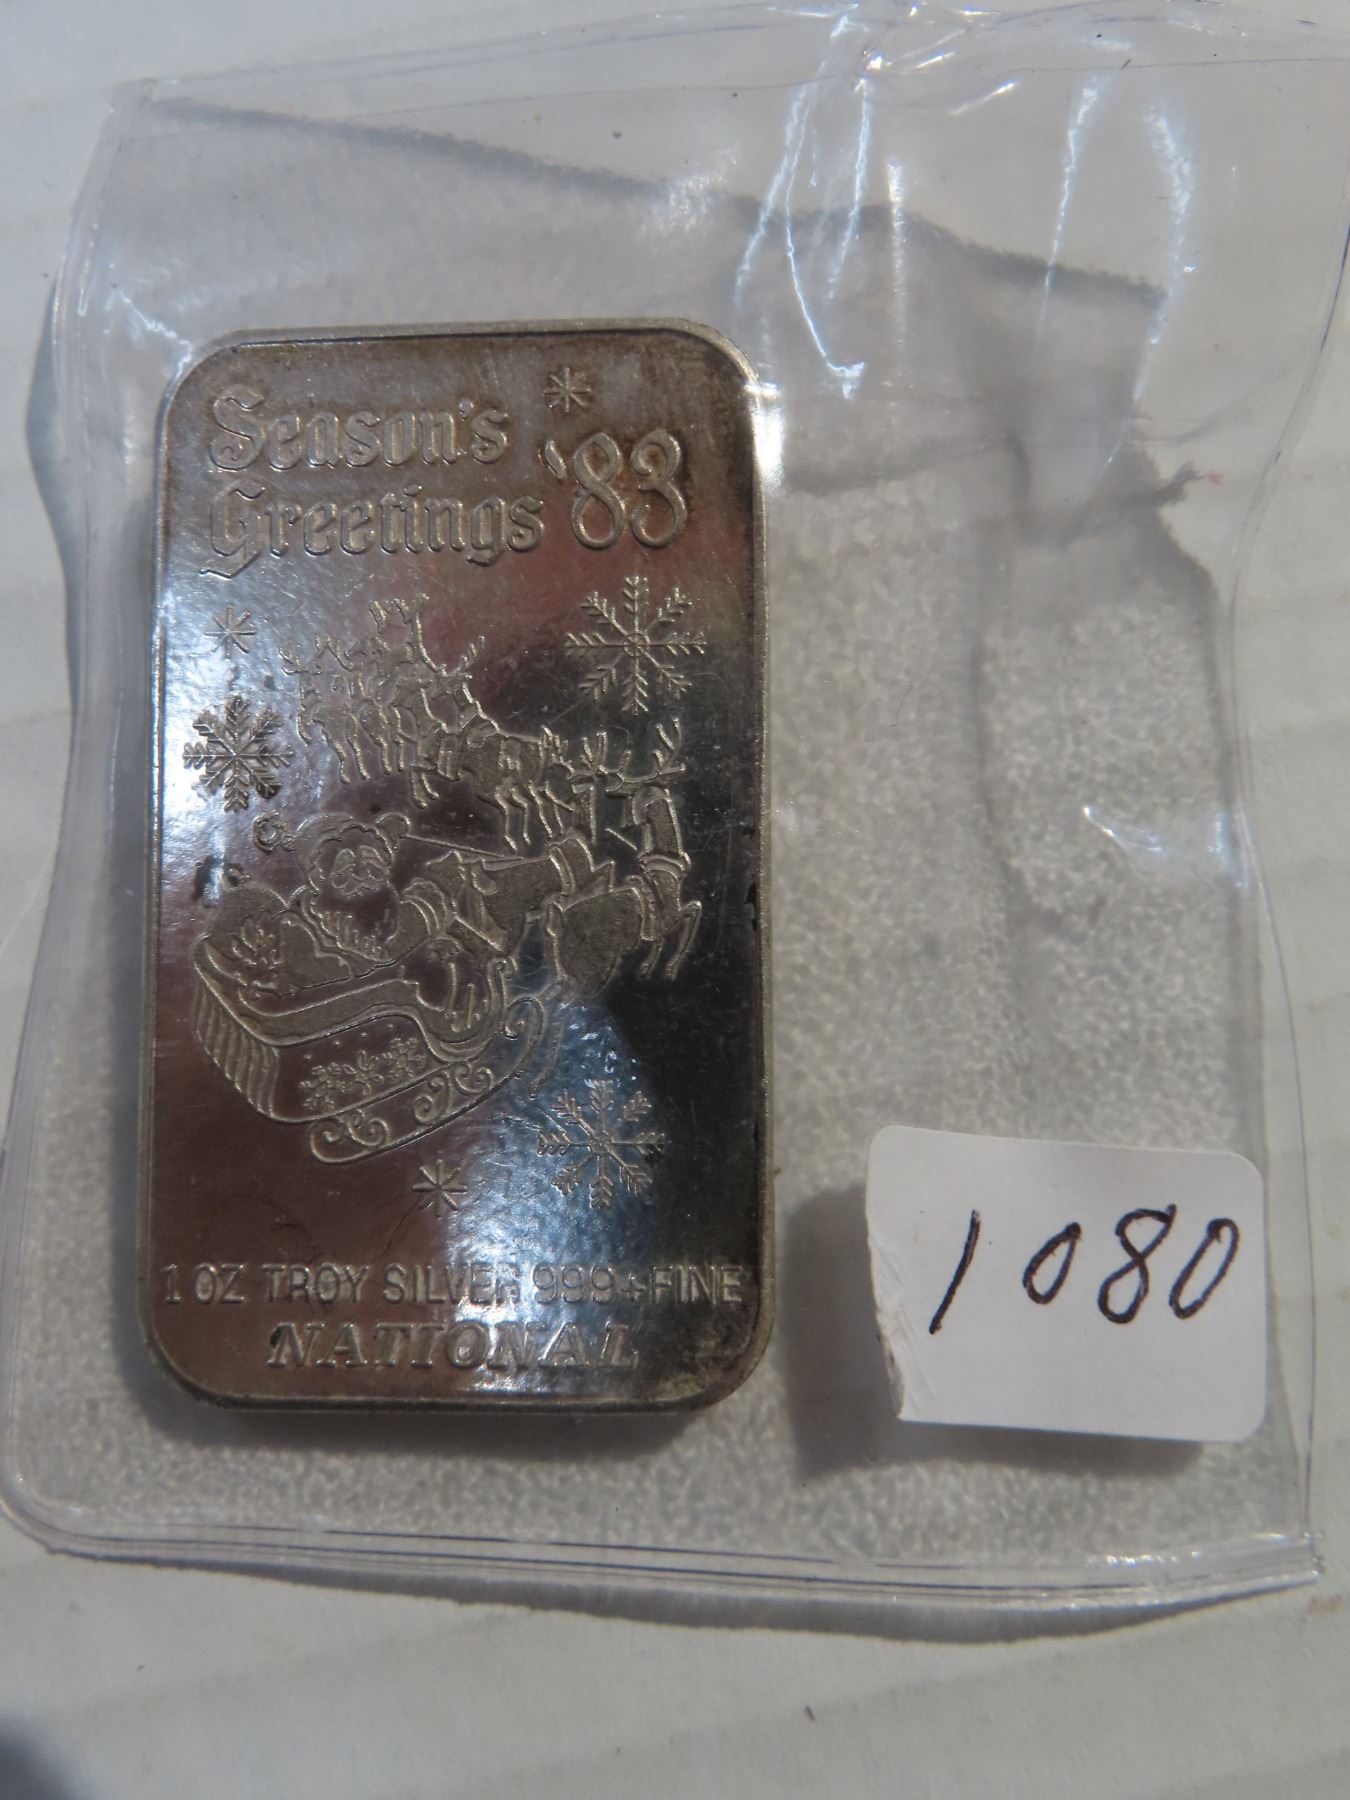 Season's
Greetings '83
1 OZ TROY SILVER 999+FINE
NATIONAL
1080